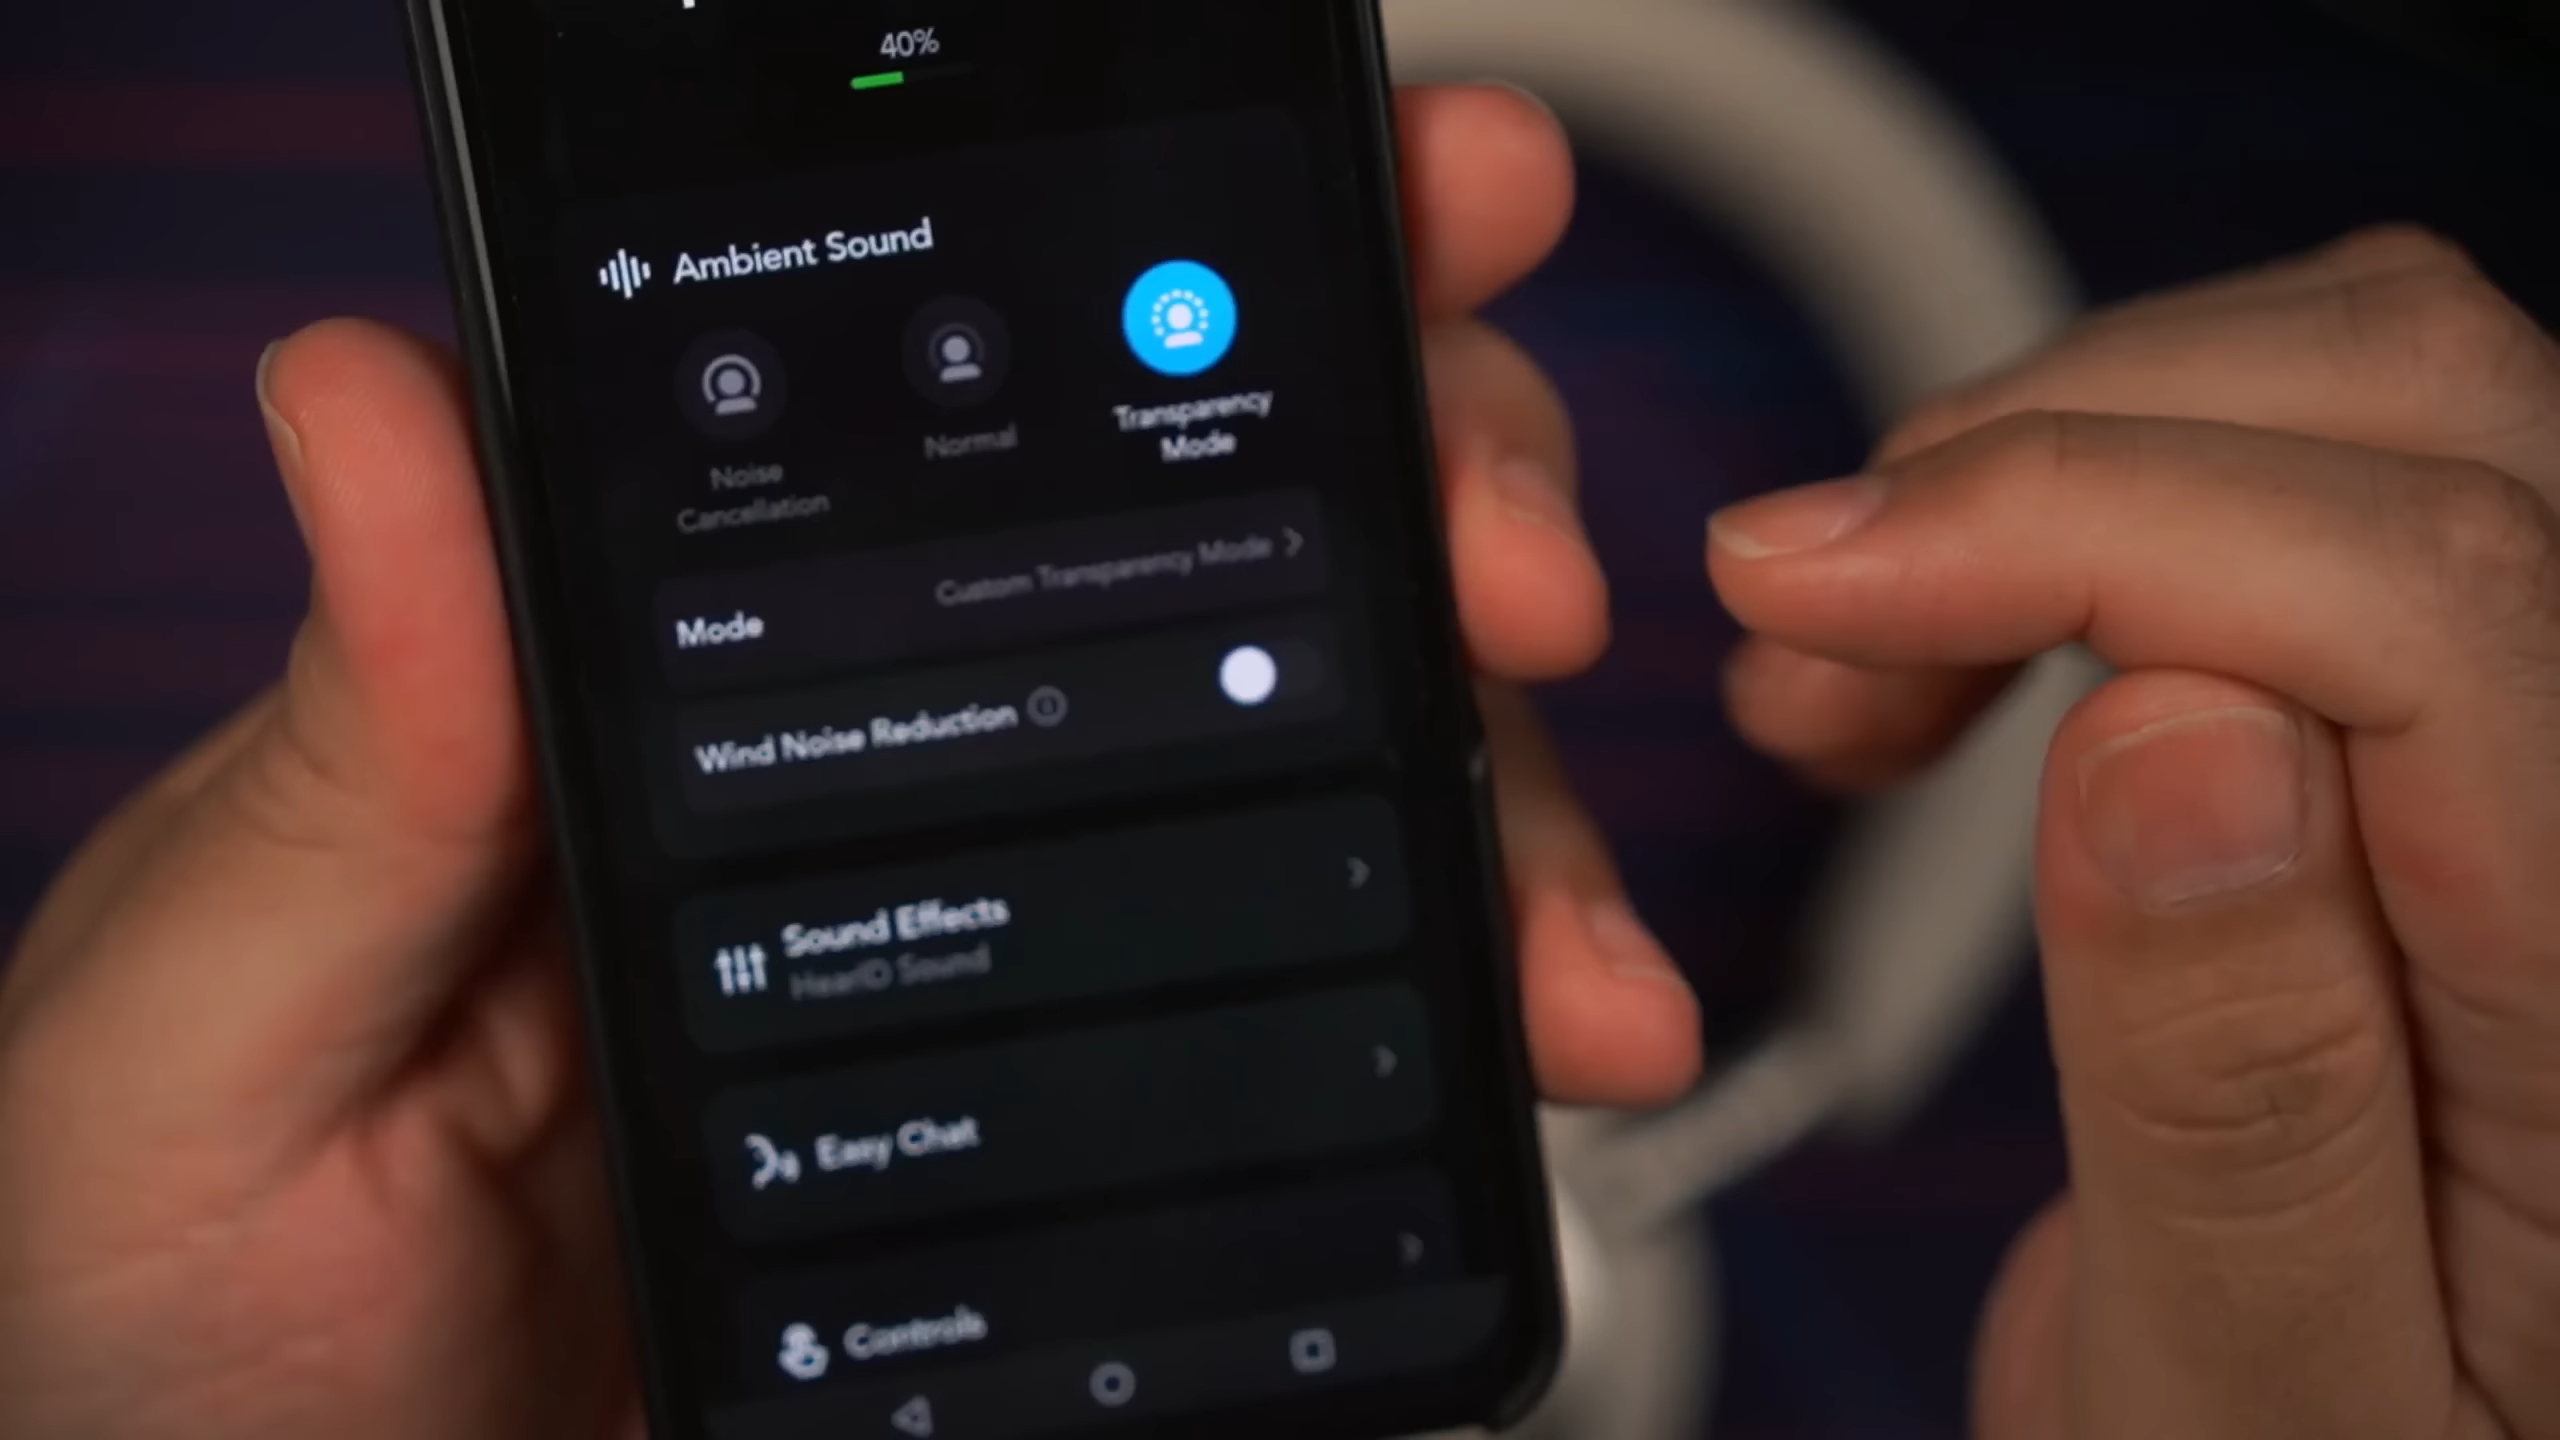 40%
Ambient Sound
Noise
Cancellation
Normal
Transparency
Mode
Mode
Custom Transparency Mode
Wind Noise Reduction
Sound Effects
HearID Sound
Easy Chat
Controls